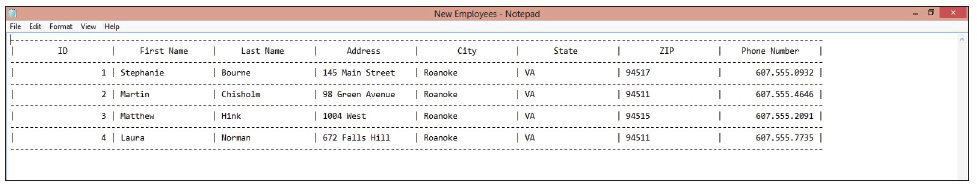 New Employees - Notepad
File Edit Format View Help
| ID | First Name | Last Name | Address | City | State | ZIP | Phone Number |
| 1 | Stephanie | Bourne | 145 Main Street | Roanoke | VA | 94517 | 607.555.0932 |
| 2 | Martin | Chisholm | 98 Green Avenue | Roanoke | VA | 94511 | 607.555.4646 |
| 3 | Matthew | Hink | 1004 West | Roanoke | VA | 94515 | 607.555.2091 |
| 4 | Laura | Norman | 672 Falls Hill | Roanoke | VA | 94511 | 607.555.7735 |